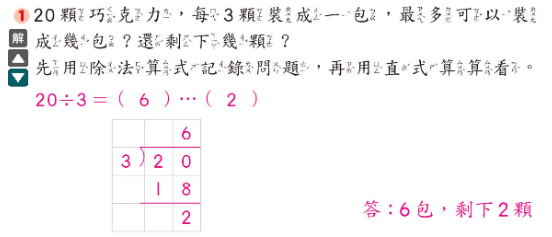 1 20顆巧克力，每3顆裝成一包，最多可以裝
解 成幾包？還剩下幾顆？
先用除法算式記錄問題，再用直式算算看。
20÷3＝（ 6 ）…（ 2 ）
6
3 ) 2 0
1 8
2
答：6包，剩下2顆